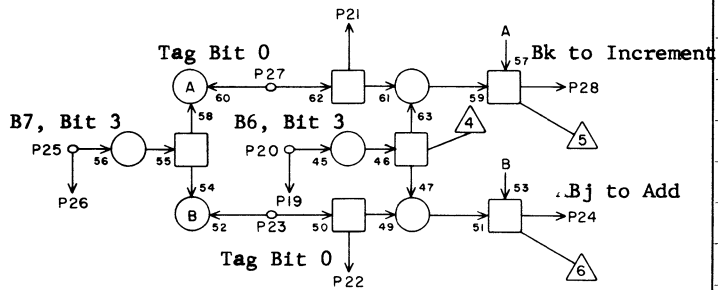 P21
A
Tag Bit 0
57 Bk to Increment
A
P27
60
62
61
59
P28
58
63
4
5
B7, Bit 3
B6, Bit 3
P25
56
55
P20
45
46
54
47
B
53
P26
P19
Bj to Add
B
52
P23
50
49
51
P24
Tag Bit 0
6
P22